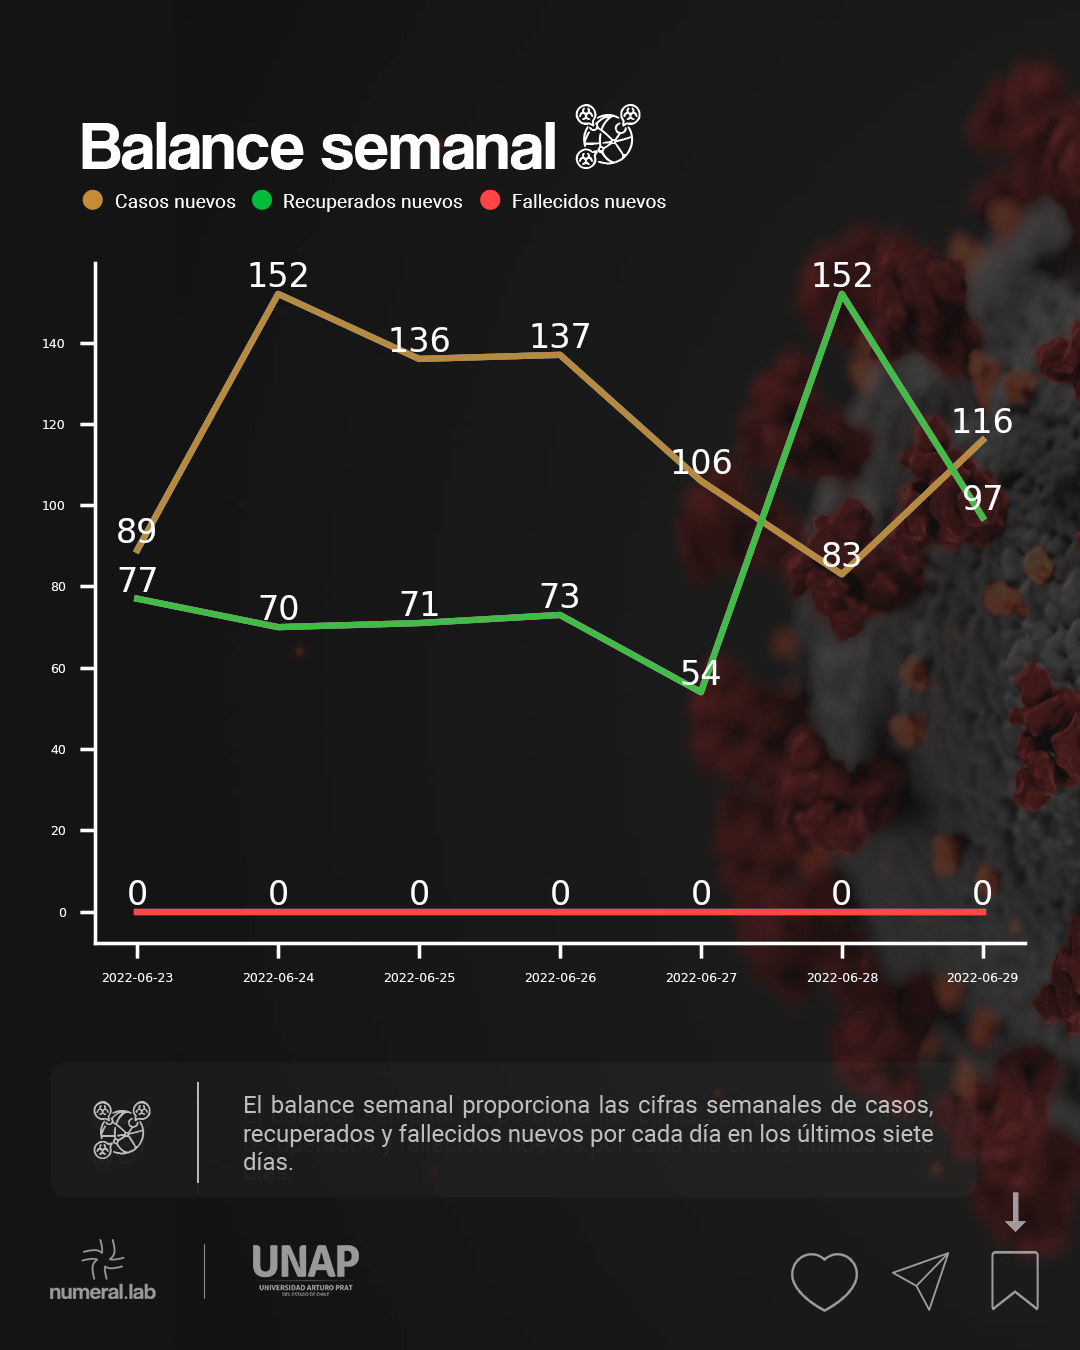 Balance semanal
Casos nuevos Recuperados nuevos Fallecidos nuevos
152 152
140 136 137
120 116
106
100 97
89 83
80 77
70 71 73
60 54
40
20
0 0 0 0 0 0 0
0
2022-06-23 2022-06-24 2022-06-25 2022-06-26 2022-06-27 2022-06-28 2022-06-29
El balance semanal proporciona las cifras semanales de casos,
recuperados y fallecidos nuevos por cada día en los últimos siete
días.
numeral.lab
UNAP
UNIVERSIDAD ARTURO PRAT
DEL ESTADO DE CHILE